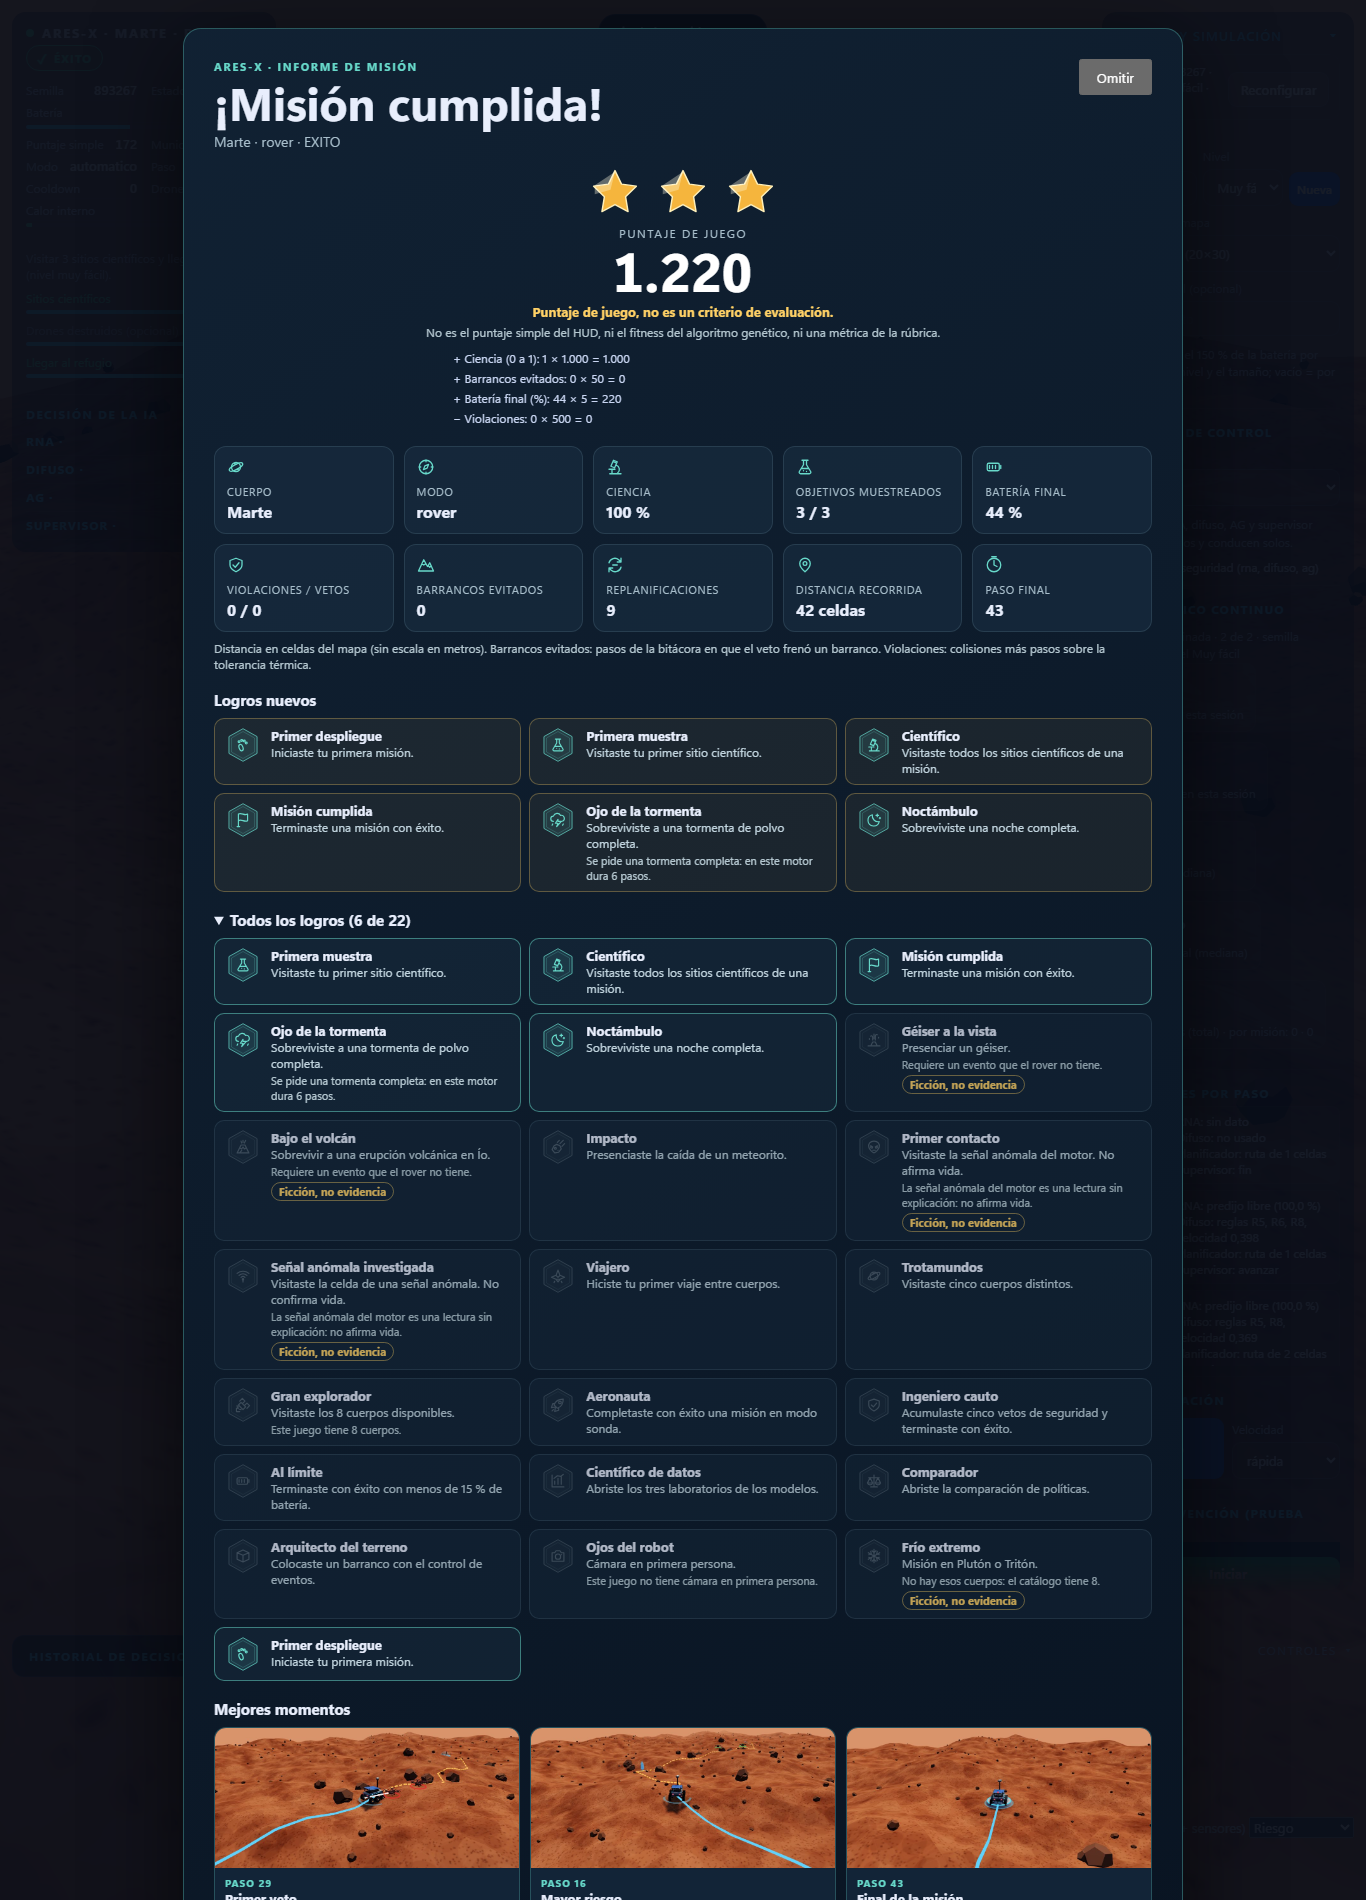 ARES-X · INFORME DE MISIÓN
Omitir
¡Misión cumplida!
Marte · rover · EXITO
PUNTAJE DE JUEGO
1.220
Puntaje de juego, no es un criterio de evaluación.
No es el puntaje simple del HUD, ni el fitness del algoritmo genético, ni una métrica de la rúbrica.
+ Ciencia (0 a 1): 1 × 1.000 = 1.000
+ Barrancos evitados: 0 × 50 = 0
+ Batería final (%): 44 × 5 = 220
− Violaciones: 0 × 500 = 0
CUERPO
Marte
MODO
rover
CIENCIA
100 %
OBJETIVOS MUESTREADOS
3 / 3
BATERÍA FINAL
44 %
VIOLACIONES / VETOS
0 / 0
BARRANCOS EVITADOS
0
REPLANIFICACIONES
9
DISTANCIA RECORRIDA
42 celdas
PASO FINAL
43
Distancia en celdas del mapa (sin escala en metros). Barrancos evitados: pasos de la bitácora en que el veto frenó un barranco. Violaciones: colisiones más pasos sobre la
tolerancia térmica.
Logros nuevos
Primer despliegue
Iniciaste tu primera misión.
Primera muestra
Visitaste tu primer sitio científico.
Científico
Visitaste todos los sitios científicos de una
misión.
Misión cumplida
Terminaste una misión con éxito.
Ojo de la tormenta
Sobreviviste a una tormenta de polvo
completa.
Se pide una tormenta completa: en este motor
dura 6 pasos.
Noctámbulo
Sobreviviste una noche completa.
▼ Todos los logros (6 de 22)
Primera muestra
Visitaste tu primer sitio científico.
Científico
Visitaste todos los sitios científicos de una
misión.
Misión cumplida
Terminaste una misión con éxito.
Ojo de la tormenta
Sobreviviste a una tormenta de polvo
completa.
Se pide una tormenta completa: en este motor
dura 6 pasos.
Noctámbulo
Sobreviviste una noche completa.
Géiser a la vista
Presenciar un géiser.
Requiere un evento que el rover no tiene.
Ficción, no evidencia
Bajo el volcán
Sobrevivir a una erupción volcánica en Ío.
Requiere un evento que el rover no tiene.
Ficción, no evidencia
Impacto
Presenciaste la caída de un meteorito.
Primer contacto
Visitaste la señal anómala del motor. No
afirma vida.
La señal anómala del motor es una lectura sin
explicación: no afirma vida.
Ficción, no evidencia
Señal anómala investigada
Visitaste la celda de una señal anómala. No
confirma vida.
La señal anómala del motor es una lectura sin
explicación: no afirma vida.
Ficción, no evidencia
Viajero
Hiciste tu primer viaje entre cuerpos.
Trotamundos
Visitaste cinco cuerpos distintos.
Gran explorador
Visitaste los 8 cuerpos disponibles.
Este juego tiene 8 cuerpos.
Aeronauta
Completaste con éxito una misión en modo
sonda.
Ingeniero cauto
Acumulaste cinco vetos de seguridad y
terminaste con éxito.
Al límite
Terminaste con éxito con menos de 15 % de
batería.
Científico de datos
Abriste los tres laboratorios de los modelos.
Comparador
Abriste la comparación de políticas.
Arquitecto del terreno
Colocaste un barranco con el control de
eventos.
Ojos del robot
Cámara en primera persona.
Este juego no tiene cámara en primera persona.
Frío extremo
Misión en Plutón o Tritón.
No hay esos cuerpos: el catálogo tiene 8.
Ficción, no evidencia
Primer despliegue
Iniciaste tu primera misión.
Mejores momentos
PASO 29
Primer veto
PASO 16
Mayor riesgo
PASO 43
Final de la misión
Riesgo